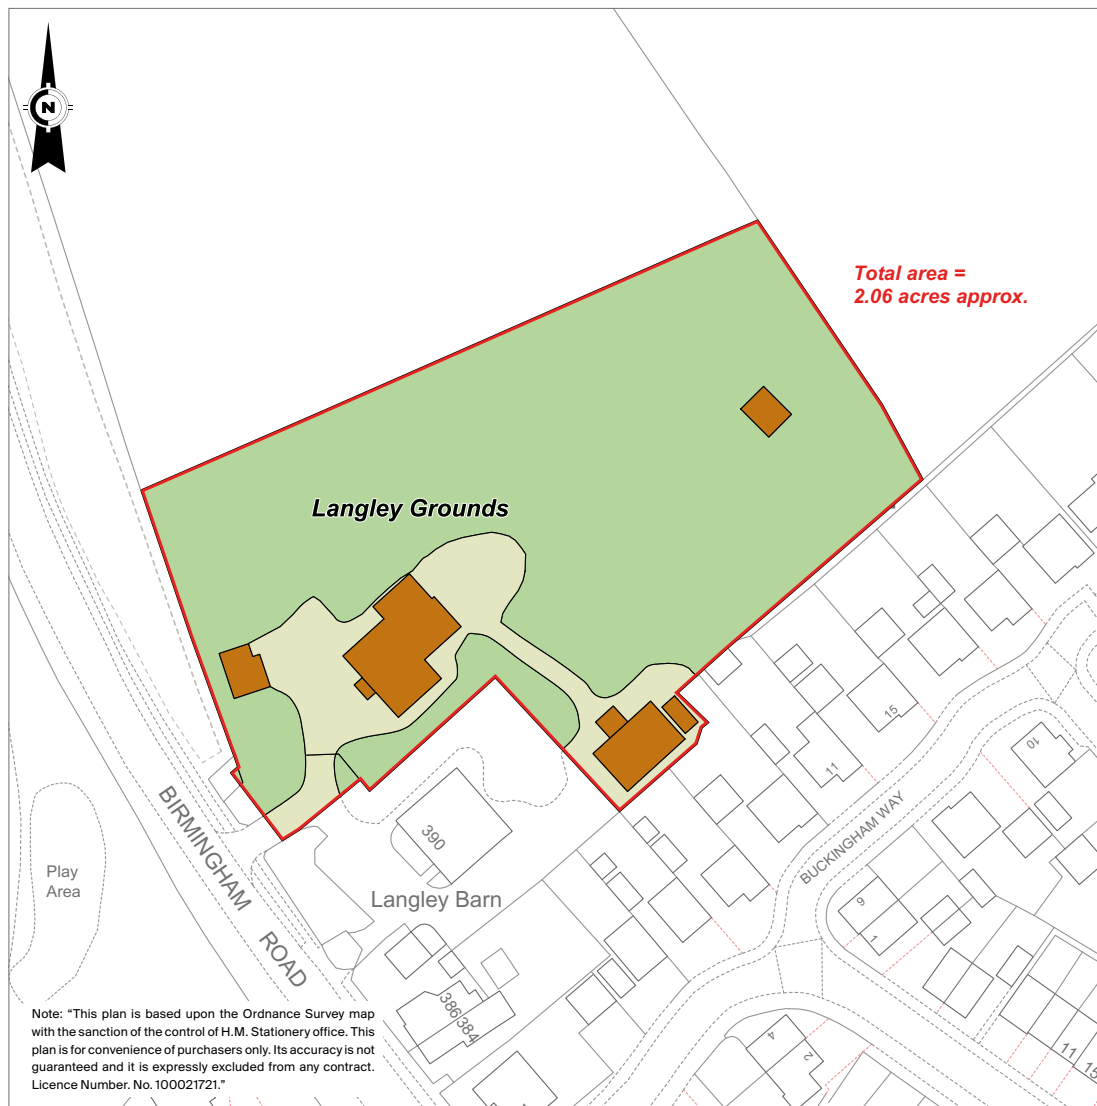 N
Total area =
2.06 acres approx.
Langley Grounds
15
11
10
BUCKINGHAM WAY
BIRMINGHAM ROAD
390
Play
Area
Langley Barn
9
1
386
384
4
2
11
15
Note: “This plan is based upon the Ordnance Survey map
with the sanction of the control of H.M. Stationery office. This
plan is for convenience of purchasers only. Its accuracy is not
guaranteed and it is expressly excluded from any contract.
Licence Number. No. 100021721.”